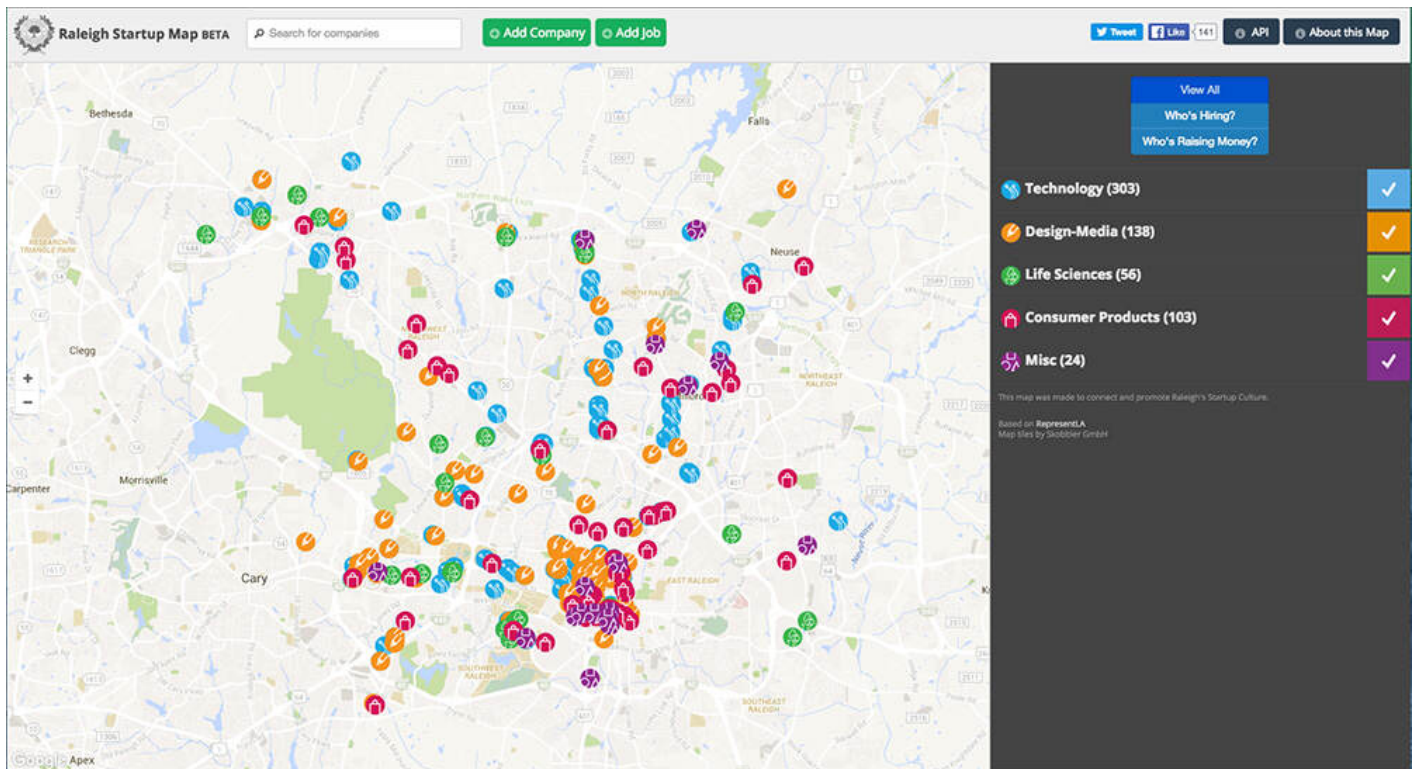 Raleigh Startup Map BETA
Search for companies
Add Company
Add Job
Tweet
Like
141
API
About this Map
View All
Who's Hiring?
Who's Raising Money?
Technology (303)
Design-Media (138)
Life Sciences (56)
Consumer Products (103)
Misc (24)
This map was made to connect and promote Raleigh's Startup Culture.
Based on RepresentLA
Map tiles by Skobbler GmbH
Bethesda
Falls
RESEARCH
TRIANGLE PARK
Neuse
NORTH RALEIGH
Clegg
+
−
NORTHEAST
RALEIGH
Carpenter
Morrisville
Cary
EAST RALEIGH
SOUTHWEST
RALEIGH
SOUTHEAST
RALEIGH
Google
Apex